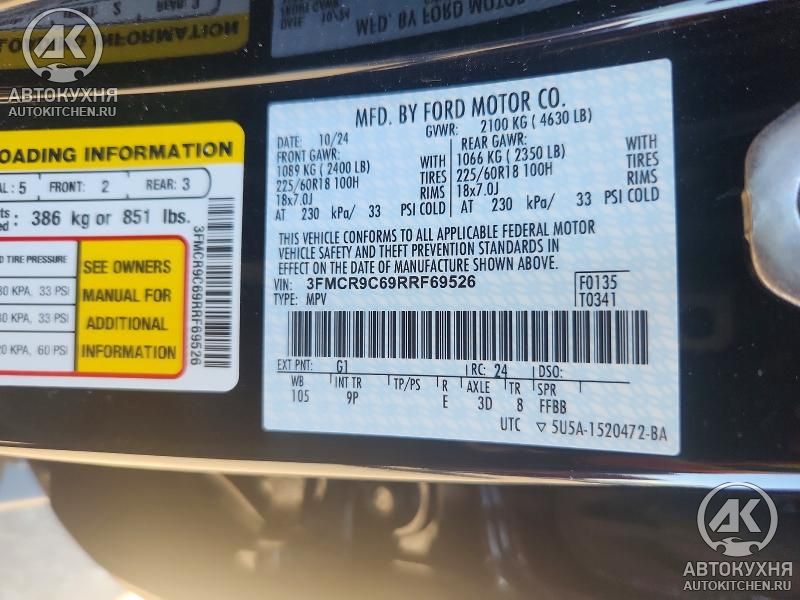 АВТОКУХНЯ
AUTOKITCHEN.RU
LOADING INFORMATION
AL : 5 FRONT: 2 REAR: 3
386 kg or 851 lbs.
TIRE PRESSURE
KPA, 33 PSI
KPA, 33 PSI
KPA, 60 PSI
SEE OWNERS
MANUAL FOR
ADDITIONAL
INFORMATION
3FMCR9C69RRF69526
MFD. BY FORD MOTOR CO.
DATE: 10/24 GVWR: 2100 KG ( 4630 LB)
FRONT GAWR: REAR GAWR:
1089 KG ( 2400 LB) WITH 1066 KG ( 2350 LB) WITH
225/60R18 100H TIRES 225/60R18 100H TIRES
18x7.0J RIMS 18x7.0J RIMS
AT 230 kPa/ 33 PSI COLD AT 230 kPa/ 33 PSI COLD
THIS VEHICLE CONFORMS TO ALL APPLICABLE FEDERAL MOTOR
VEHICLE SAFETY AND THEFT PREVENTION STANDARDS IN
EFFECT ON THE DATE OF MANUFACTURE SHOWN ABOVE.
VIN: 3FMCR9C69RRF69526 F0135
TYPE: MPV T0341
EXT PNT: G1 RC: 24 DSO:
WB INT TR TP/PS R AXLE TR SPR
105 9P E 3D 8 FFBB
UTC ▽ 5U5A-1520472-BA
AK
АВТОКУХНЯ
AUTOKITCHEN.RU